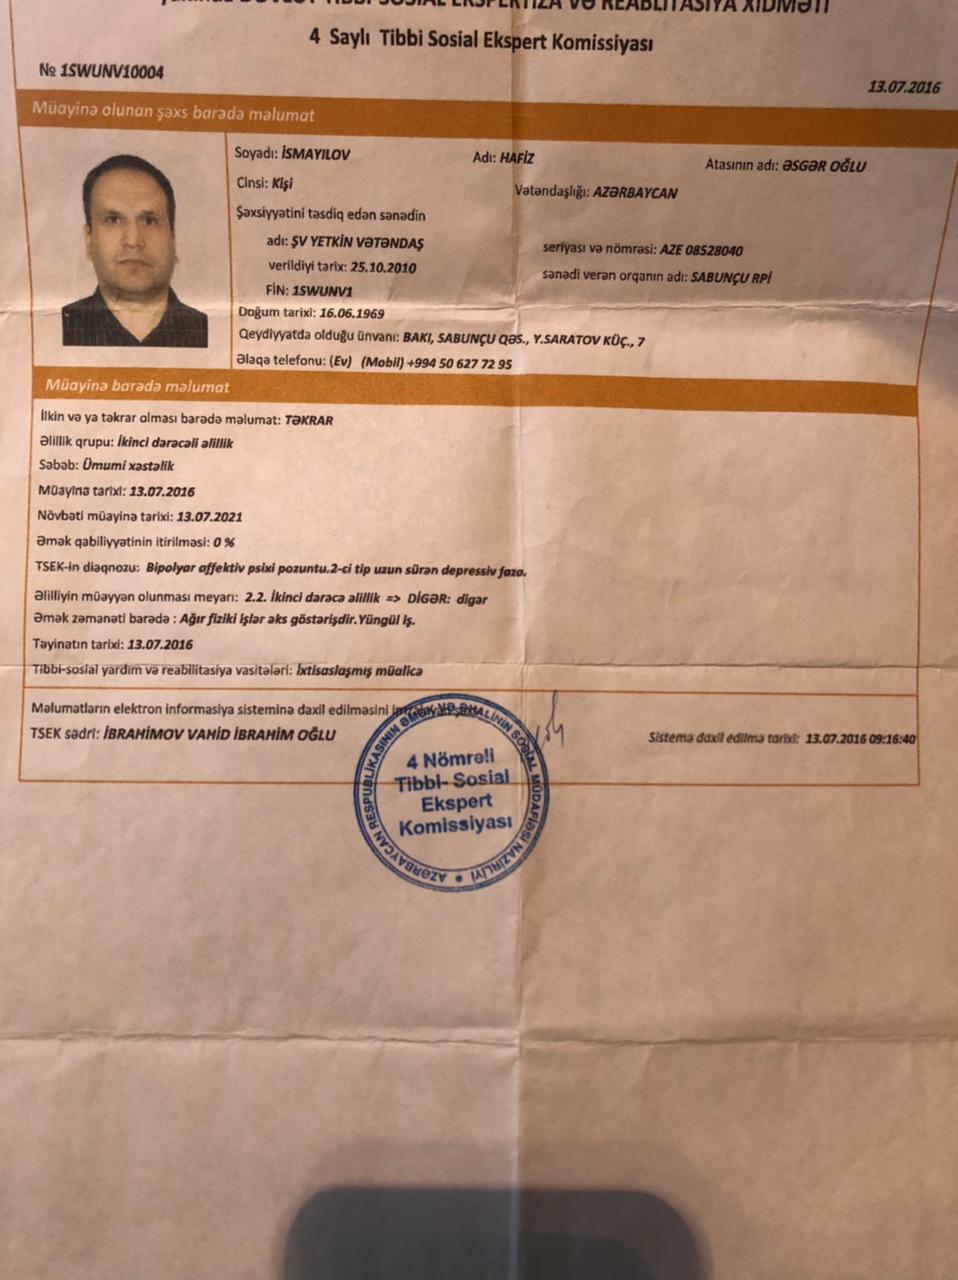 DÖVLƏT TİBBİ SOSİAL EKSPERTİZA VƏ REABLİTASİYA XİDMƏTİ
4 Saylı Tibbi Sosial Ekspert Komissiyası
№ 1SWUNV10004
13.07.2016
Müayinə olunan şəxs barədə məlumat
Soyadı: İSMAYILOV Adı: HAFİZ Atasının adı: ƏSGƏR OĞLU
Cinsi: Kişi Vətəndaşlığı: AZƏRBAYCAN
Şəxsiyyətini təsdiq edən sənədin
adı: ŞV YETKİN VƏTƏNDAŞ seriyası və nömrəsi: AZE 08528040
verildiyi tarix: 25.10.2010 sənədi verən orqanın adı: SABUNÇU RPİ
FİN: 1SWUNV1
Doğum tarixi: 16.06.1969
Qeydiyyatda olduğu ünvanı: BAKI, SABUNÇU QƏS., Y.SARATOV KÜÇ., 7
Əlaqə telefonu: (Ev) (Mobil) +994 50 627 72 95
Müayinə barədə məlumat
İlkin və ya təkrar olması barədə məlumat: TƏKRAR
Əlillik qrupu: İkinci dərəcəli əlillik
Səbəb: Ümumi xəstəlik
Müayinə tarixi: 13.07.2016
Növbəti müayinə tarixi: 13.07.2021
Əmək qabiliyyətinin itirilməsi: 0 %
TSEK-in diaqnozu: Bipolyar affektiv psixi pozuntu.2-ci tip uzun sürən depressiv faza.
Əlilliyin müəyyən olunması meyarı: 2.2. İkinci dərəcə əlillik => DİGƏR: digər
Əmək zəmanəti barədə : Ağır fiziki işlər əks göstərişdir.Yüngül iş.
Təyinatın tarixi: 13.07.2016
Tibbi-sosial yardım və reabilitasiya vasitələri: İxtisaslaşmış müalicə
Məlumatların elektron informasiya sisteminə daxil edilməsini
TSEK sədri: İBRAHİMOV VAHİD İBRAHİM OĞLU Sistemə daxil edilmə tarixi: 13.07.2016 09:16:40
AZƏRBAYCAN RESPUBLİKASININ ƏMƏK VƏ ƏHALİNİN SOSİAL MÜDAFİƏSİ NAZİRLİYİ
4 Nömrəli
Tibbi- Sosial
Ekspert
Komissiyası